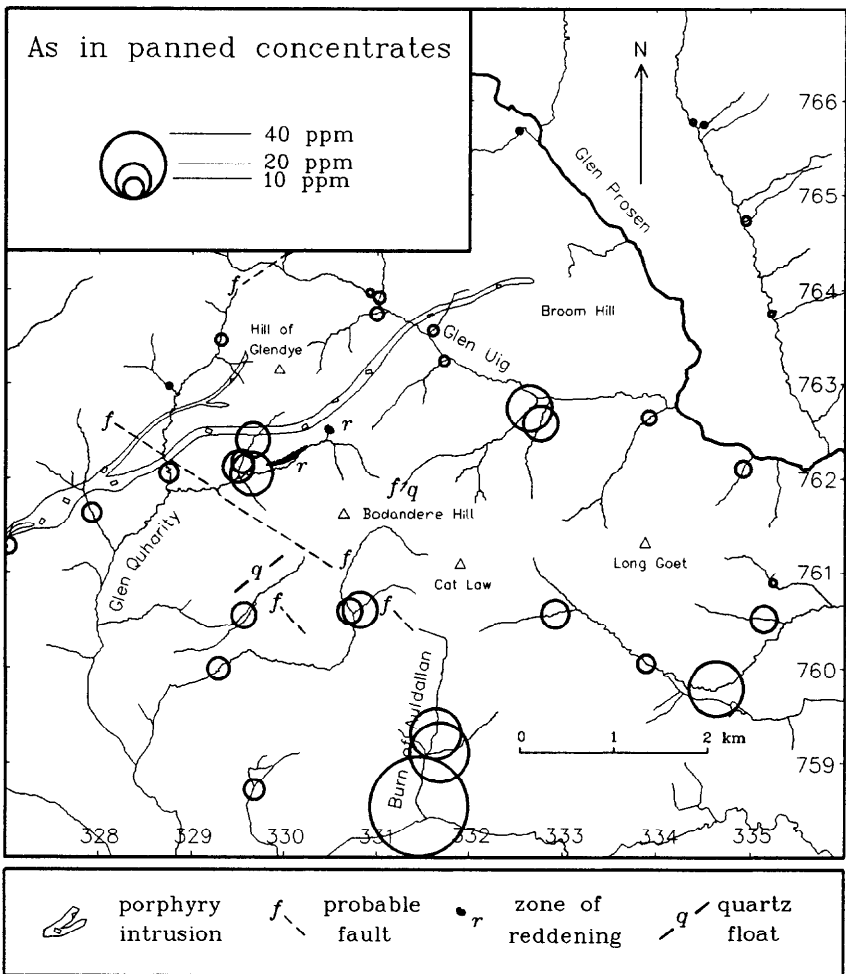 As in panned concentrates
40 ppm
20 ppm
10 ppm
N
766
Glen Prosen
765
f
764
Hill of
Glendye
Broom Hill
Glen Uig
763
f
r
r
762
f q
Bodandere Hill
Glen Quharity
f
Long Goet
q
Cat Law
761
f
f
760
Burn of Auldallan
0 1 2 km
759
328 329 330 331 332 333 334 335
porphyry
intrusion
f
probable
fault
r
zone of
reddening
q
quartz
float